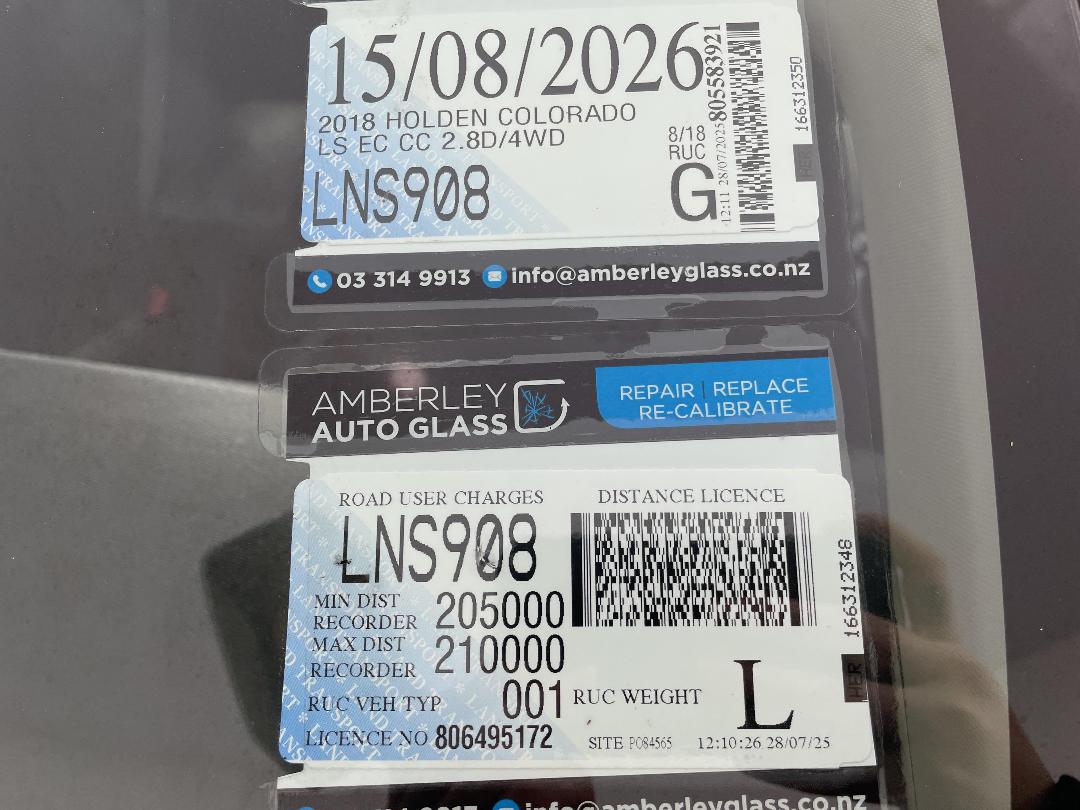 15/08/2026
2018 HOLDEN COLORADO
LS EC CC 2.8D/4WD
LNS908
8/18
RUC
G
12:11 28/07/2025
805583921
166312350
HEIR
03 314 9913 info@amberleyglass.co.nz
AMBERLEY
AUTO GLASS
REPAIR | REPLACE
RE-CALIBRATE
ROAD USER CHARGES DISTANCE LICENCE
LNS908
MIN DIST
RECORDER 205000
MAX DIST
RECORDER 210000
RUC VEH TYP 001 RUC WEIGHT L
LICENCE NO 806495172 SITE PO84565 12:10:26 28/07/25
166312348
HEIR
info@amberleyglass.co.nz